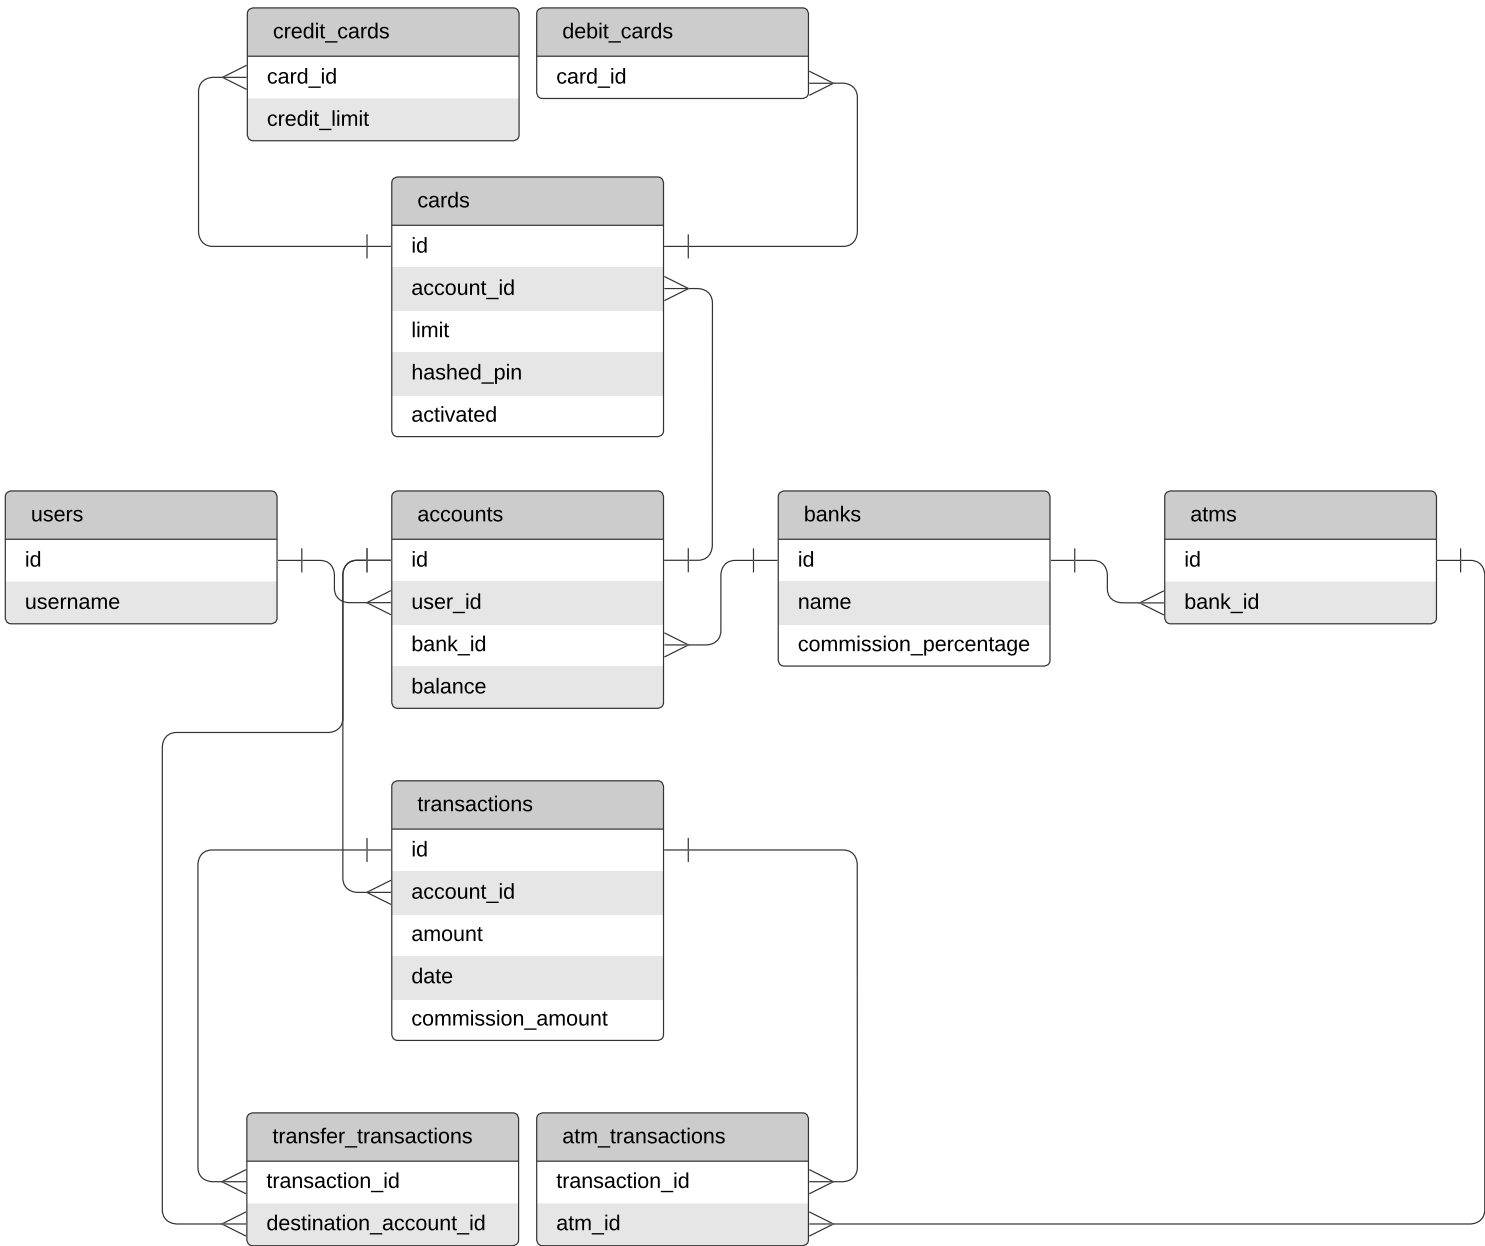 credit_cards
card_id
credit_limit
debit_cards
card_id
cards
id
account_id
limit
hashed_pin
activated
users
id
username
accounts
id
user_id
bank_id
balance
banks
id
name
commission_percentage
atms
id
bank_id
transactions
id
account_id
amount
date
commission_amount
transfer_transactions
transaction_id
destination_account_id
atm_transactions
transaction_id
atm_id